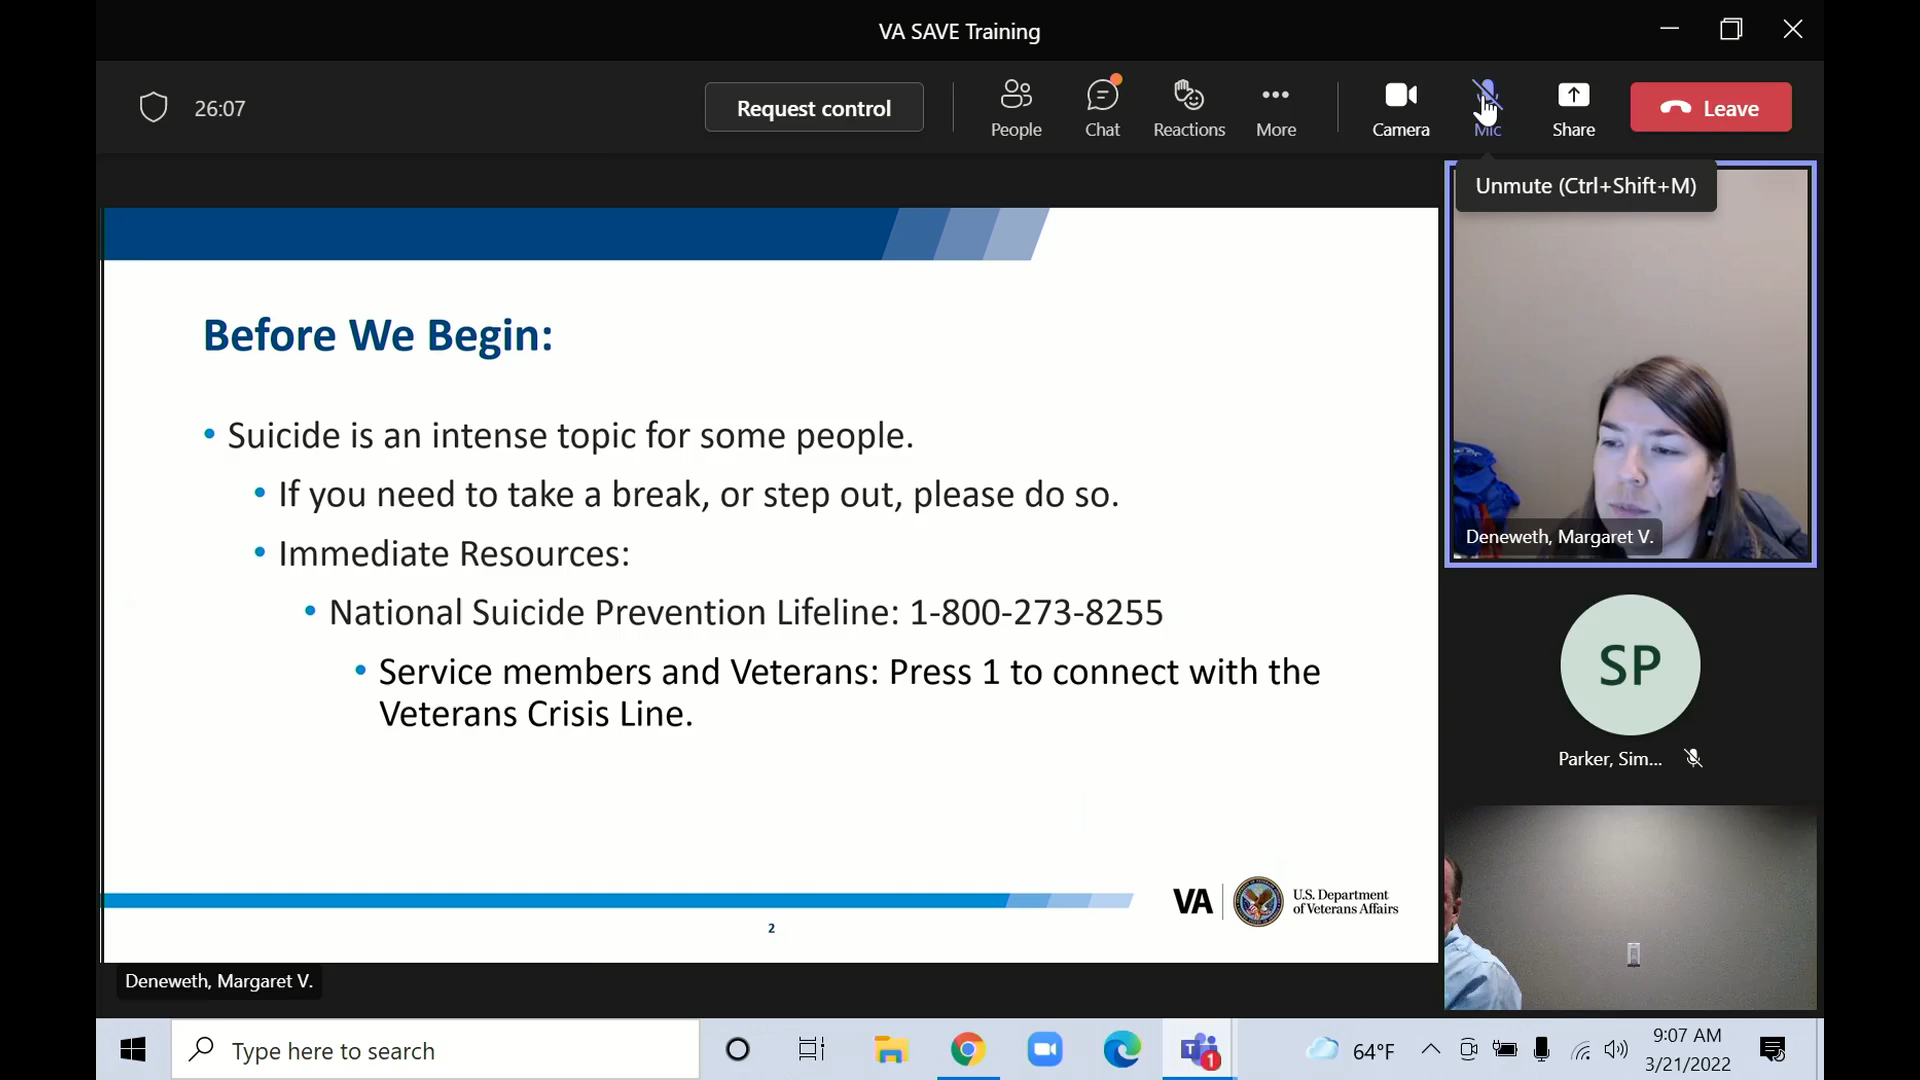 VA SAVE Training
26:07
Request control
People
Chat
Reactions
More
Camera
Mic
Share
Leave
Unmute (Ctrl+Shift+M)
Before We Begin:
• Suicide is an intense topic for some people.
• If you need to take a break, or step out, please do so.
• Immediate Resources:
• National Suicide Prevention Lifeline: 1-800-273-8255
• Service members and Veterans: Press 1 to connect with the
Veterans Crisis Line.
VA
U.S. Department
of Veterans Affairs
2
Deneweth, Margaret V.
Deneweth, Margaret V.
SP
Parker, Sim...
Type here to search
T
1
64°F
9:07 AM
3/21/2022